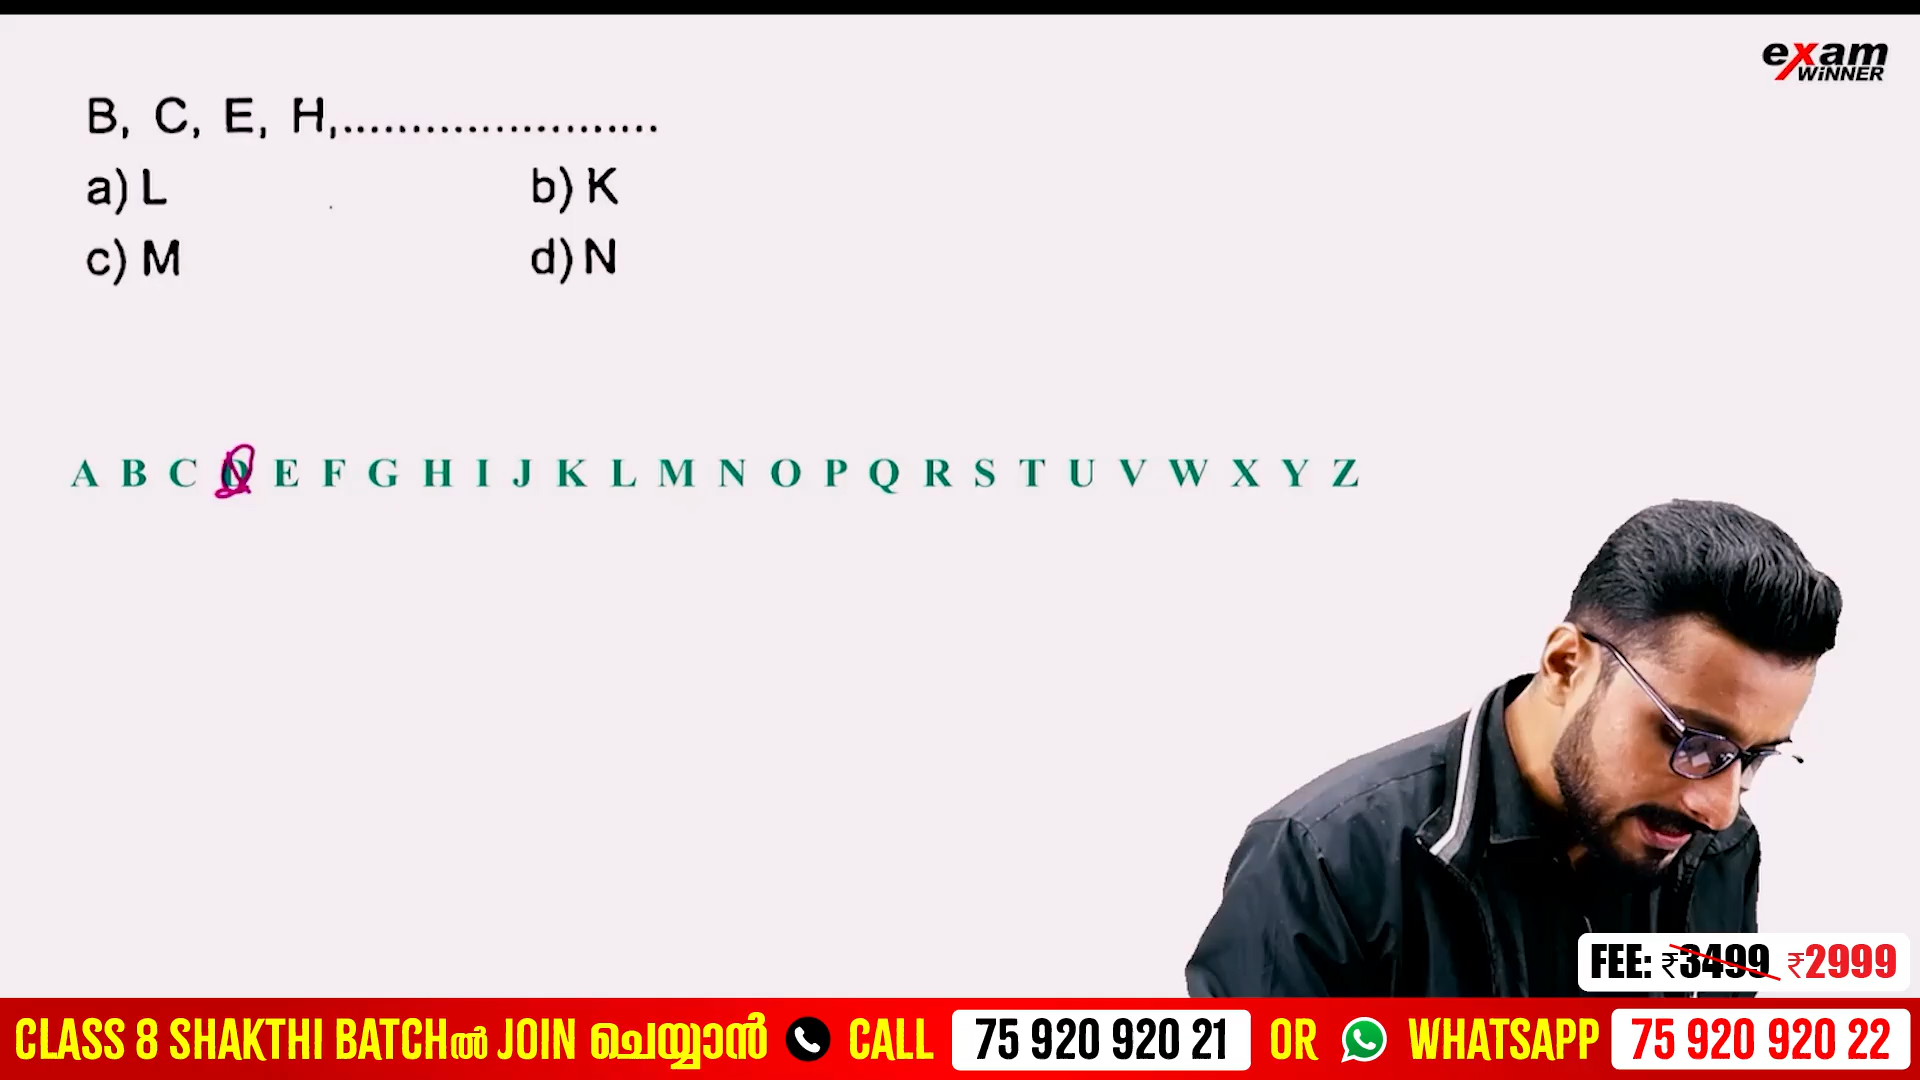 exam
WiNNER
B, C, E, H,.......................
a) L b) K
c) M d) N
A B C D E F G H I J K L M N O P Q R S T U V W X Y Z
FEE: ₹3499 ₹2999
CLASS 8 SHAKTHI BATCHൽ JOIN ചെയ്യാൻ CALL 75 920 920 21 OR WHATSAPP 75 920 920 22